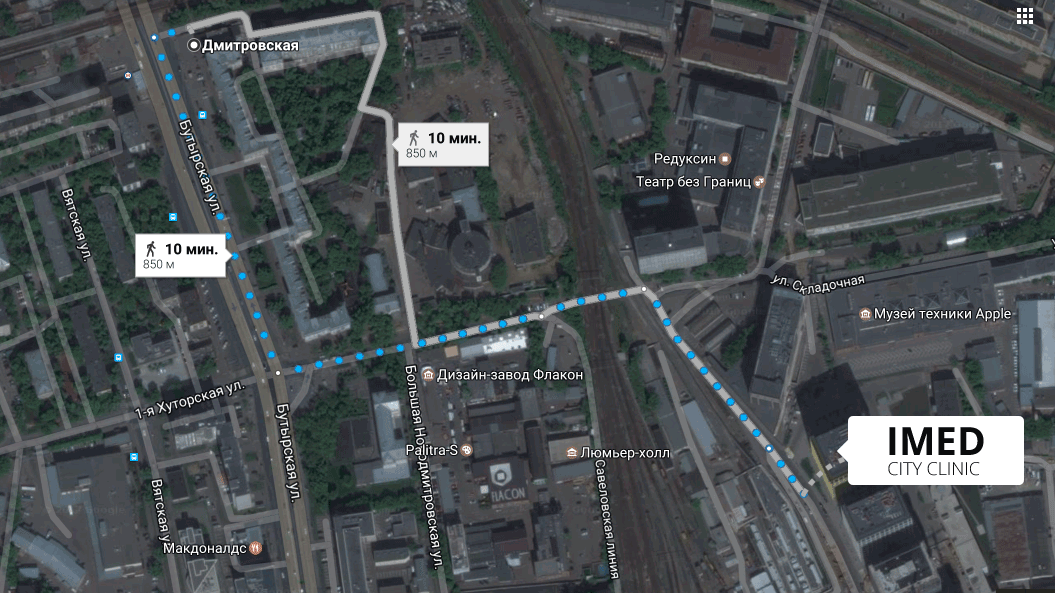 Дмитровская
10 мин.
850 м
Бутырская ул.
Редуксин
Театр без Границ
Вятская ул.
10 мин.
850 м
ул. Складочная
Музей техники Apple
Дизайн-завод Флакон
1-я Хуторская ул.
Большая Новодмитровская ул.
Бутырская ул.
IMED
CITY CLINIC
Palitra-S
Люмьер-холл
Савеловская линия
Вятская ул.
Макдоналдс